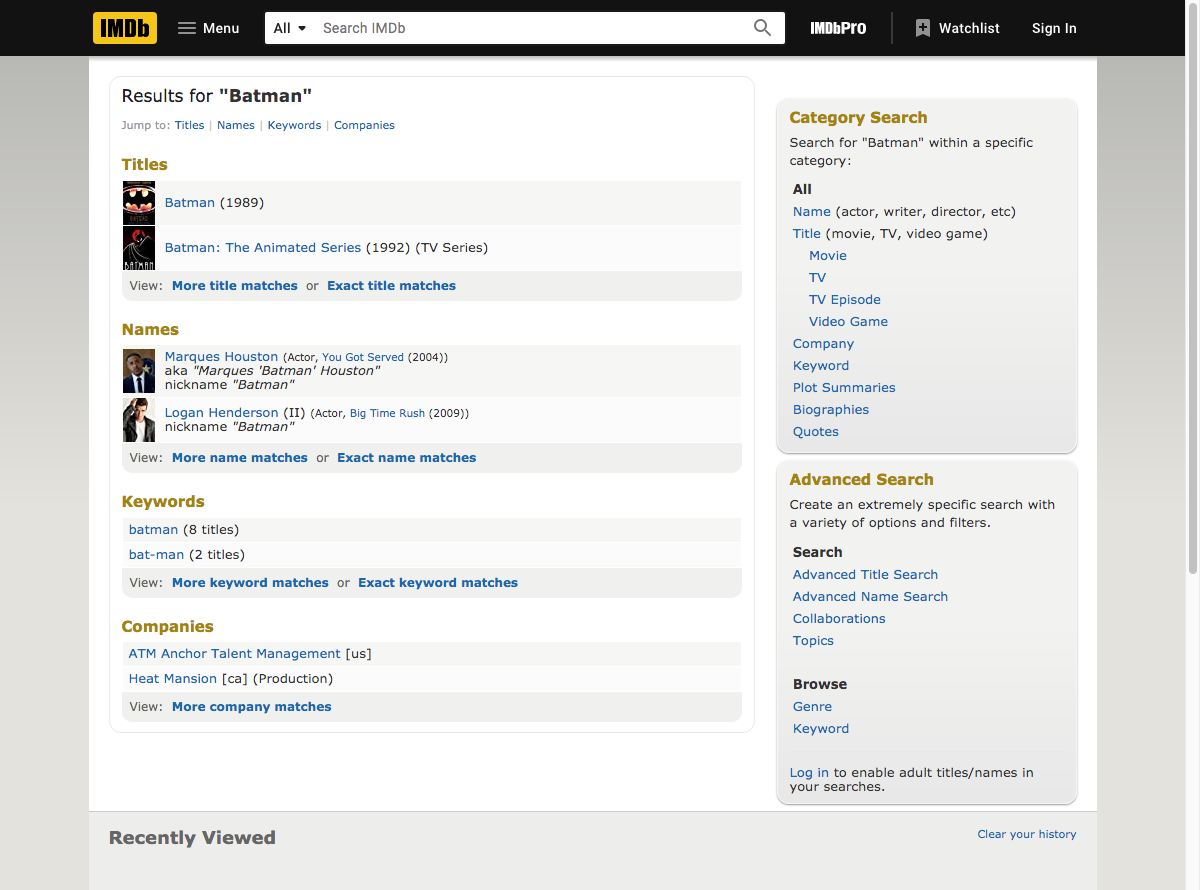 IMDb Menu All Search IMDb IMDbPro Watchlist Sign In
Results for "Batman"
Jump to: Titles | Names | Keywords | Companies
Titles
Batman (1989)
Batman: The Animated Series (1992) (TV Series)
BATMAN
View: More title matches or Exact title matches
Names
Marques Houston (Actor, You Got Served (2004))
aka "Marques 'Batman' Houston"
nickname "Batman"
Logan Henderson (II) (Actor, Big Time Rush (2009))
nickname "Batman"
View: More name matches or Exact name matches
Keywords
batman (8 titles)
bat-man (2 titles)
View: More keyword matches or Exact keyword matches
Companies
ATM Anchor Talent Management [us]
Heat Mansion [ca] (Production)
View: More company matches
Category Search
Search for "Batman" within a specific
category:
All
Name (actor, writer, director, etc)
Title (movie, TV, video game)
Movie
TV
TV Episode
Video Game
Company
Keyword
Plot Summaries
Biographies
Quotes
Advanced Search
Create an extremely specific search with
a variety of options and filters.
Search
Advanced Title Search
Advanced Name Search
Collaborations
Topics
Browse
Genre
Keyword
Log in to enable adult titles/names in
your searches.
Recently Viewed
Clear your history